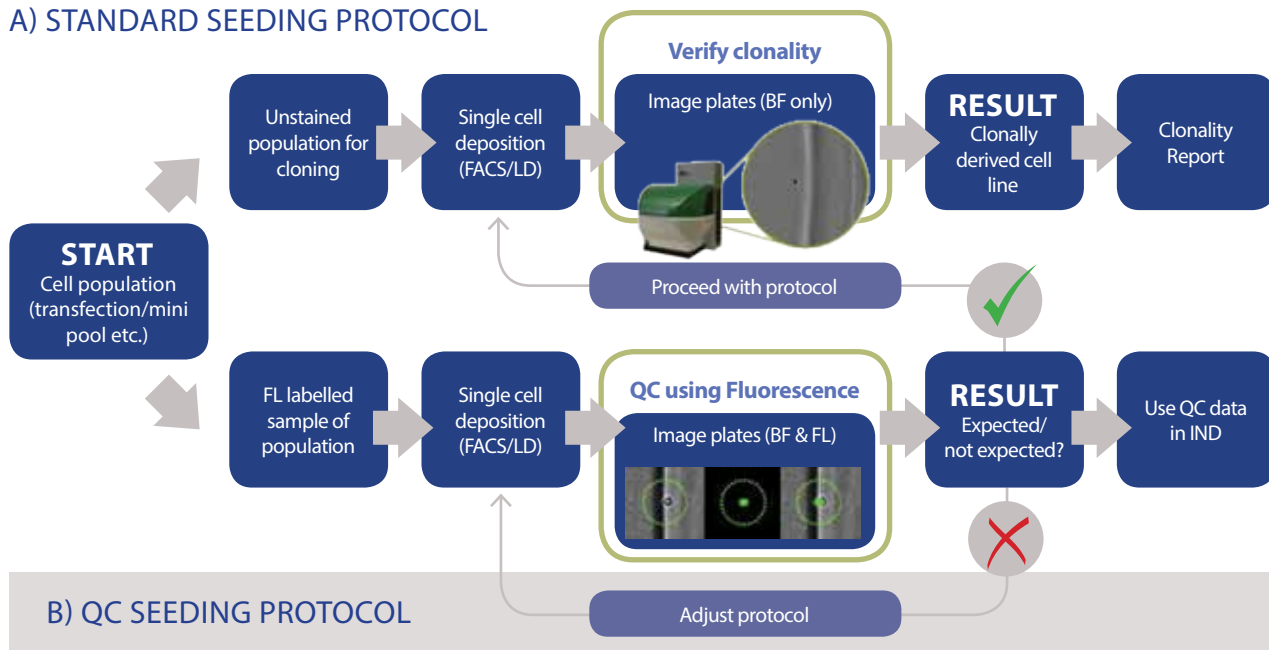 A) STANDARD SEEDING PROTOCOL
Unstained
population for
cloning
Single cell
deposition
(FACS/LD)
Verify clonality
Image plates (BF only)
RESULT
Clonally
derived cell
line
Clonality
Report
START
Cell population
(transfection/mini
pool etc.)
Proceed with protocol
FL labelled
sample of
population
Single cell
deposition
(FACS/LD)
QC using Fluorescence
Image plates (BF & FL)
RESULT
Expected/
not expected?
Use QC data
in IND
Adjust protocol
B) QC SEEDING PROTOCOL